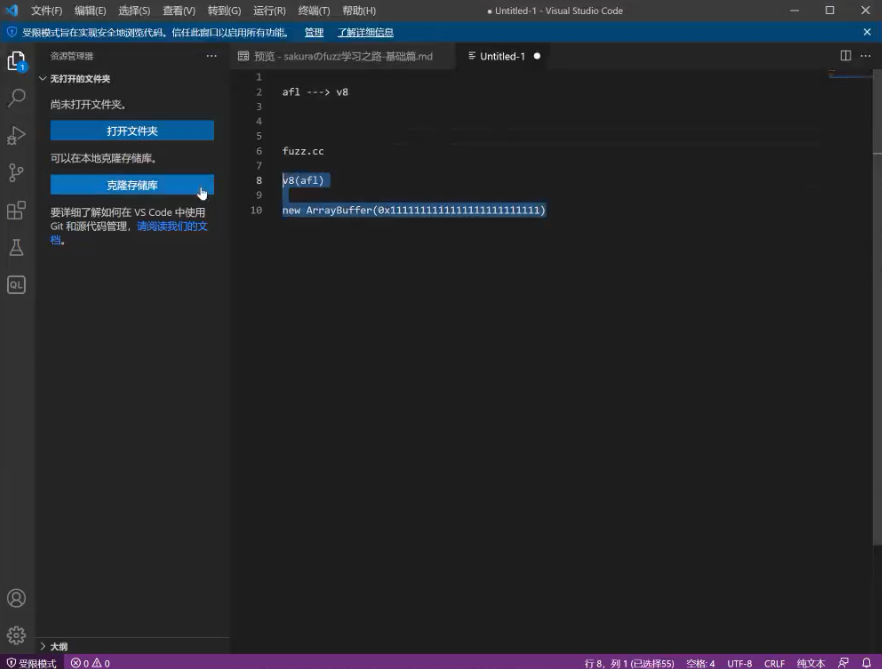 文件(F) 编辑(E) 选择(S) 查看(V) 转到(G) 运行(R) 终端(T) 帮助(H) ● Untitled-1 - Visual Studio Code
受限模式旨在实现安全地浏览代码。信任此窗口以启用所有功能。 管理 了解详细信息
资源管理器 ···
预览 - sakuraのfuzz学习之路-基础篇.md
Untitled-1 ●
1
无打开的文件夹
尚未打开文件夹。
打开文件夹
可以在本地克隆存储库。
克隆存储库
要详细了解如何在 VS Code 中使用
Git 和源代码管理，请阅读我们的文
档。
QL
1
2 afl ---> v8
3
4
5
6 fuzz.cc
7
8 v8(afl)
9
大纲
受限模式 0 0 行 8，列 1 (已选择55) 空格: 4 UTF-8 CRLF 纯文本